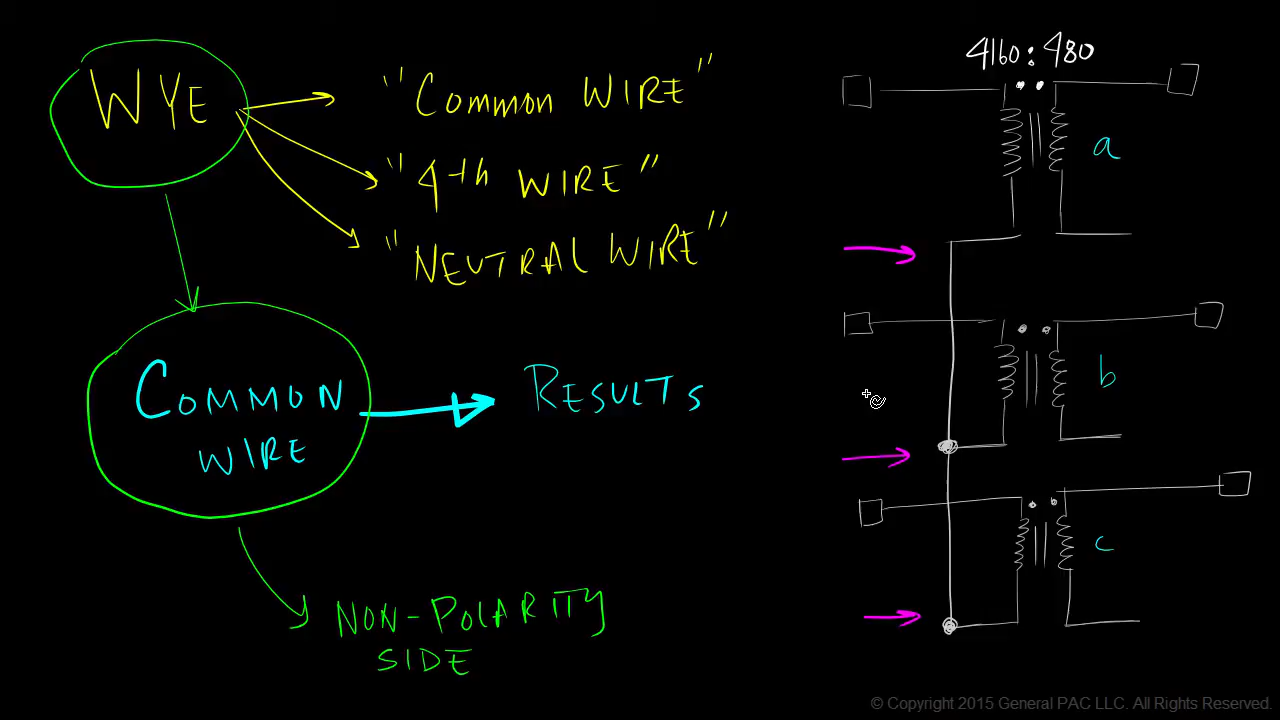 WYE
"Common WIRE"
"4th WIRE"
"NEUTRAL WIRE"
COMMON
WIRE
RESULTS
NON-POLARITY
SIDE
4160:480
a
b
c
© Copyright 2015 General PAC LLC. All Rights Reserved.